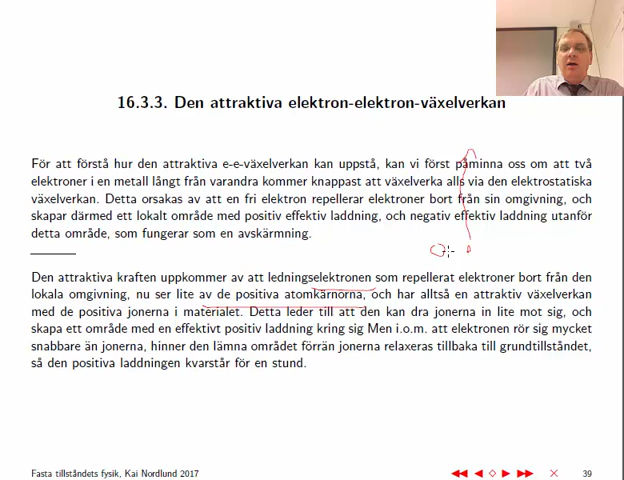 16.3.3. Den attraktiva elektron-elektron-växelverkan
För att förstå hur den attraktiva e-e-växelverkan kan uppstå, kan vi först påminna oss om att två
elektroner i en metall långt från varandra kommer knappast att växelverka alls via den elektrostatiska
växelverkan. Detta orsakas av att en fri elektron repellerar elektroner bort från sin omgivning, och
skapar därmed ett lokalt område med positiv effektiv laddning, och negativ effektiv laddning utanför
detta område, som fungerar som en avskärmning.
Den attraktiva kraften uppkommer av att ledningselektronen som repellerat elektroner bort från den
lokala omgivning, nu ser lite av de positiva atomkärnorna, och har alltså en attraktiv växelverkan
med de positiva jonerna i materialet. Detta leder till att den kan dra jonerna in lite mot sig, och
skapa ett område med en effektivt positiv laddning kring sig Men i.o.m. att elektronen rör sig mycket
snabbare än jonerna, hinner den lämna området förrän jonerna relaxeras tillbaka till grundtillståndet,
så den positiva laddningen kvarstår för en stund.
Fasta tillståndets fysik, Kai Nordlund 2017
39